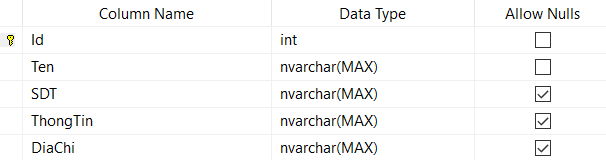 Column Name Data Type Allow Nulls
Id int
Ten nvarchar(MAX)
SDT nvarchar(MAX)
ThongTin nvarchar(MAX)
DiaChi nvarchar(MAX)